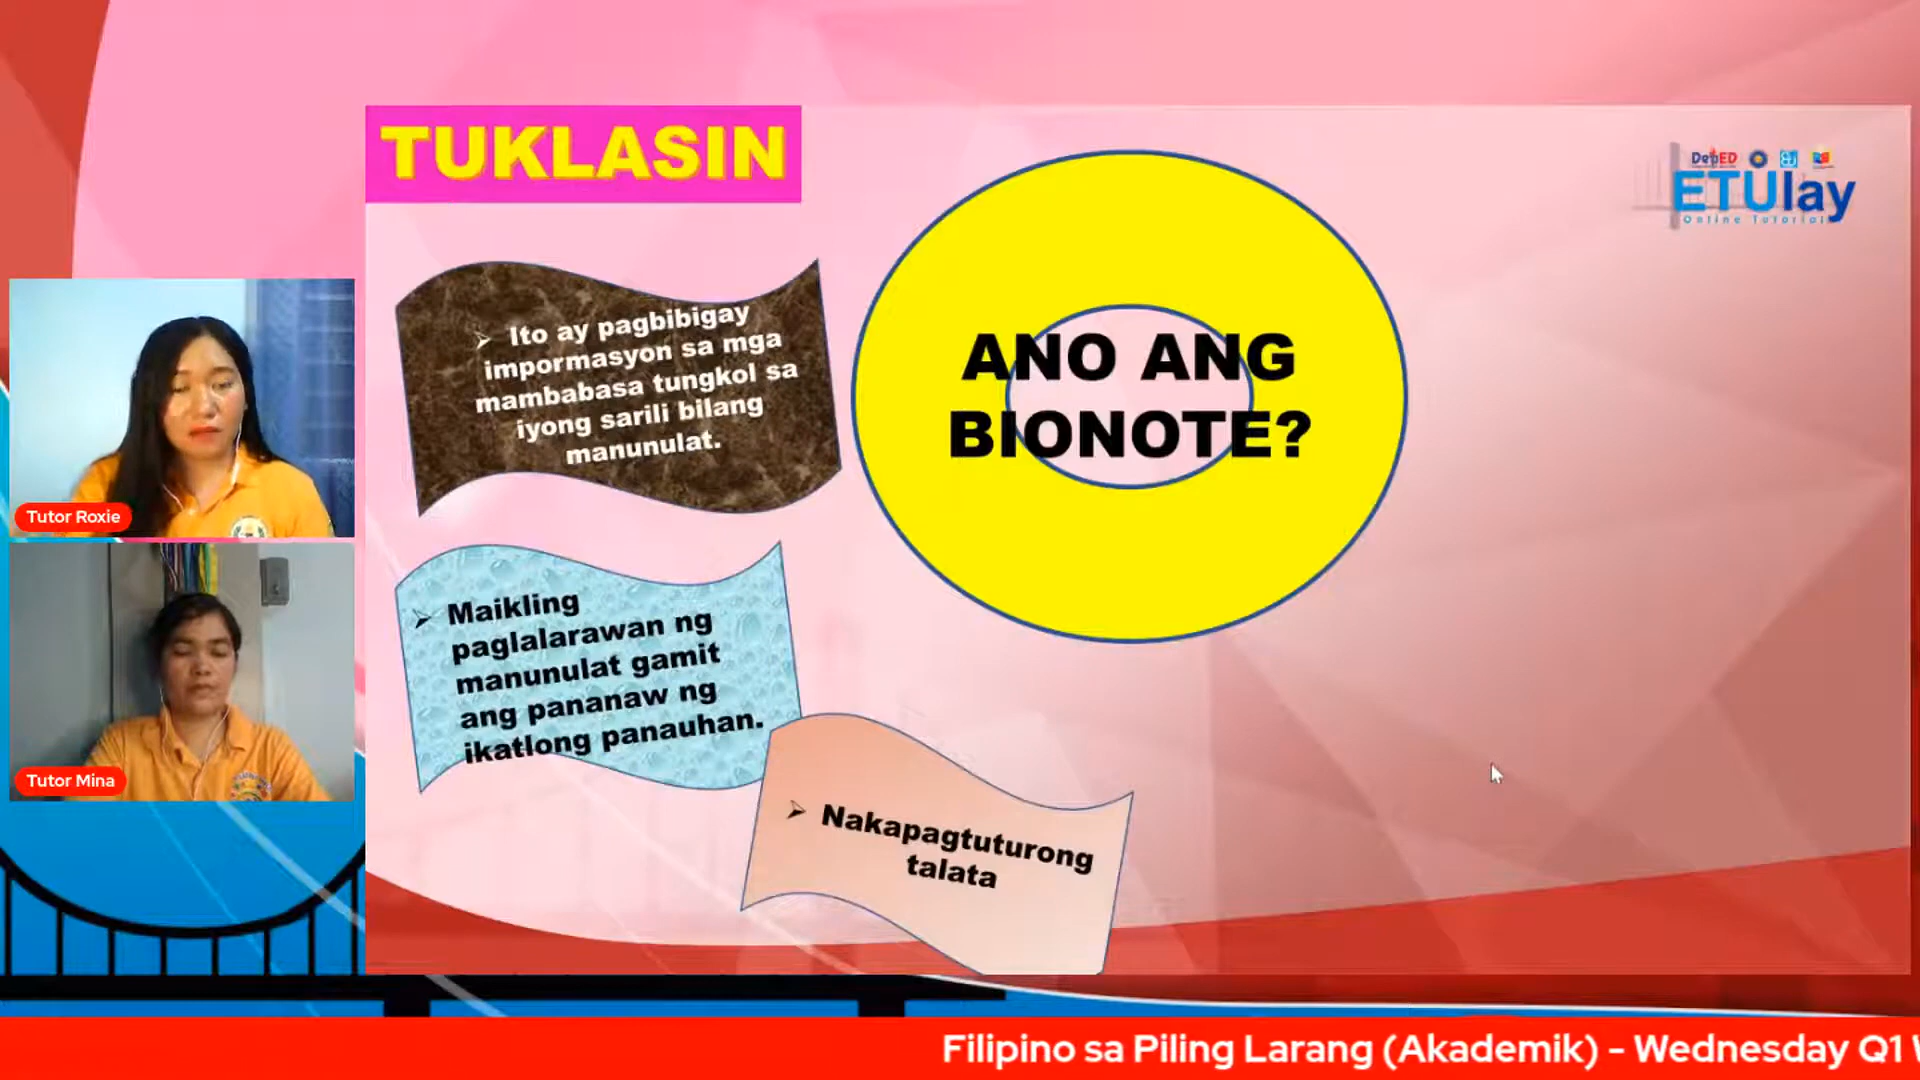 TUKLASIN
DepED
ETUlay
Online Tutorial
➢ Ito ay pagbibigay
impormasyon sa mga
mambabasa tungkol sa
iyong sarili bilang
manunulat.
ANO ANG
BIONOTE?
➢ Maikling
paglalarawan ng
manunulat gamit
ang pananaw ng
ikatlong panauhan.
➢ Nakapagtuturong
talata
Tutor Roxie
Tutor Mina
Filipino sa Piling Larang (Akademik) - Wednesday Q1